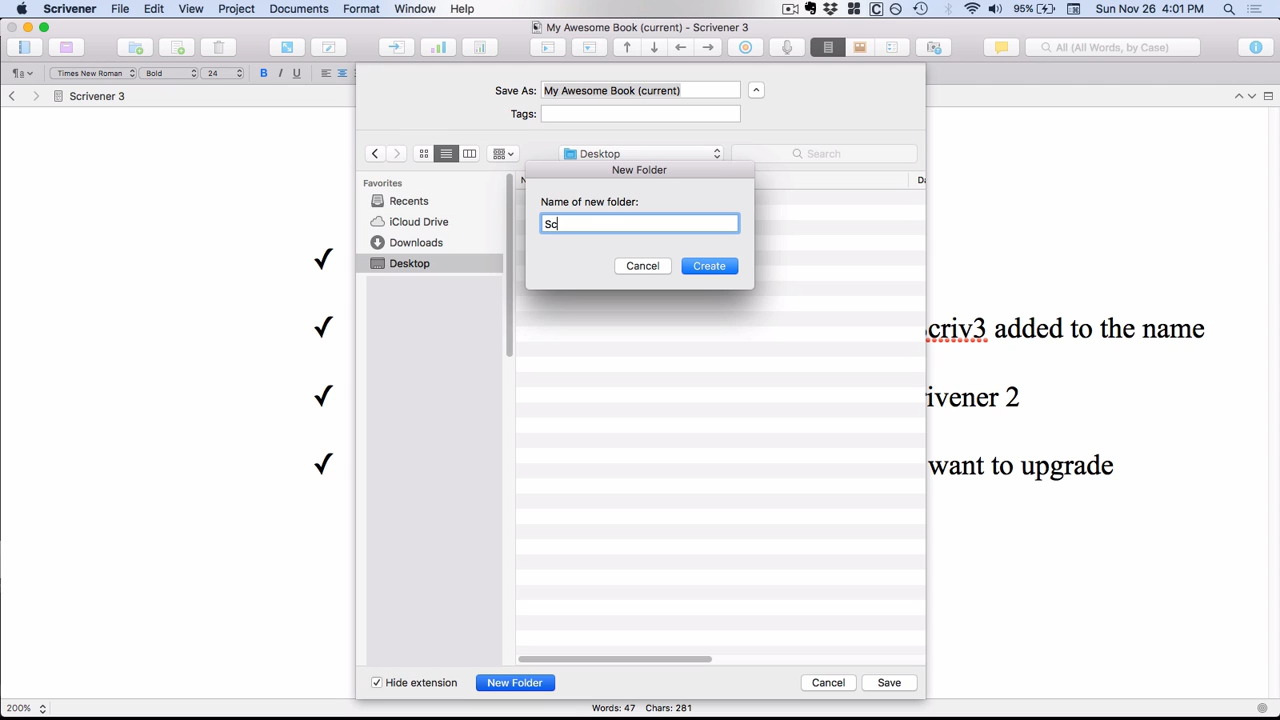 Scrivener File Edit View Project Documents Format Window Help 95% Sun Nov 26 4:01 PM
My Awesome Book (current) - Scrivener 3
All (All Words, by Case)
Times New Roman Bold 24 B I U
Scrivener 3
Save As: My Awesome Book (current)
Tags:
Desktop Search
New Folder
Favorites
Recents
iCloud Drive
Downloads
Desktop
Name of new folder:
Sc
Cancel Create
✓
✓ criv3 added to the name
✓ ivener 2
✓ want to upgrade
Hide extension New Folder Cancel Save
200% Words: 47 Chars: 281